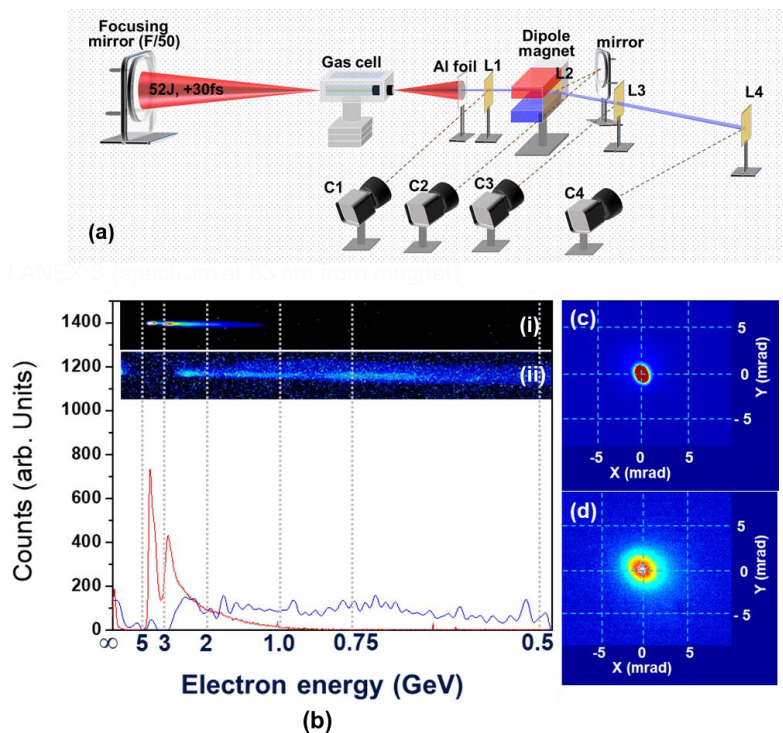 Focusing
mirror (F/50)
52J, +30fs
Gas cell
Al foil
L1
Dipole
magnet
L2
mirror
L3
L4
C1
C2
C3
C4
(a)
LANEX 3 (spectrum at 53 cm from magnet)
Counts (arb. Units)
1400
1200
1000
800
600
400
200
0
(i)
(ii)
∞ 5 3 2 1.0 0.75 0.5
Electron energy (GeV)
(b)
(c)
5
0
- 5
Y (mrad)
-5 0 5
X (mrad)
(d)
5
0
- 5
Y (mrad)
-5 0 5
X (mrad)